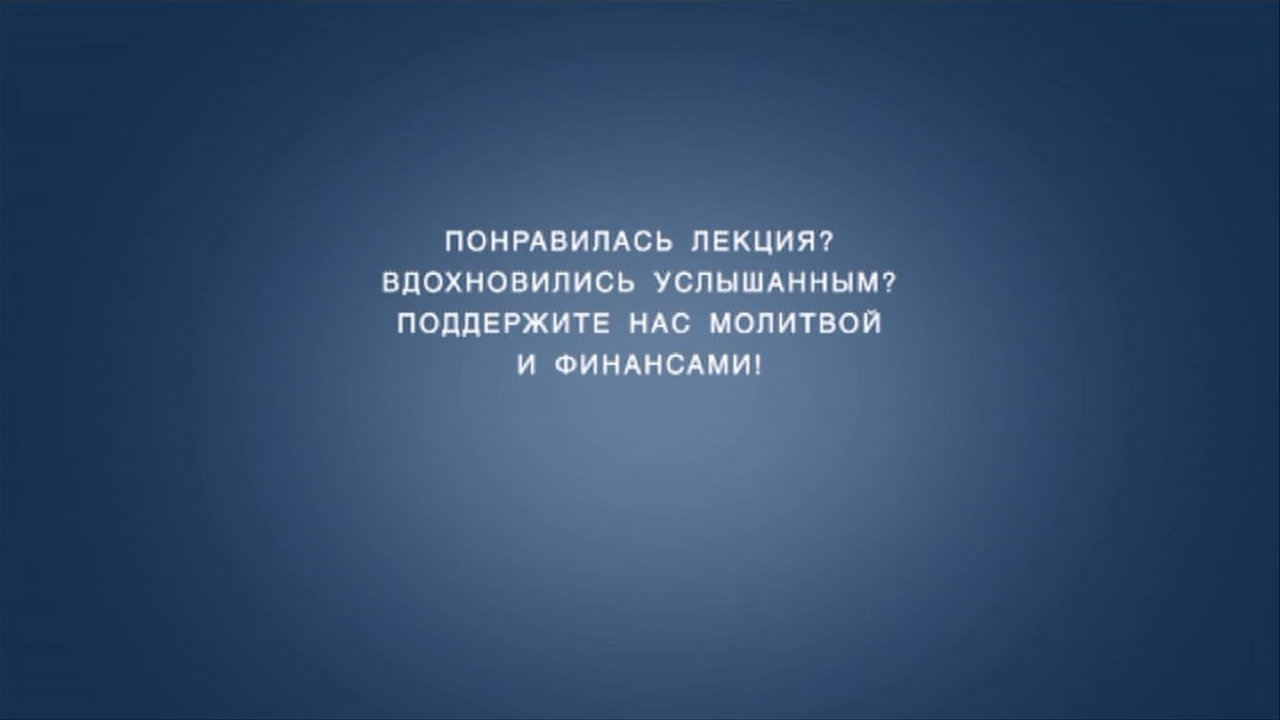 ПОНРАВИЛАСЬ ЛЕКЦИЯ?
ВДОХНОВИЛИСЬ УСЛЫШАННЫМ?
ПОДДЕРЖИТЕ НАС МОЛИТВОЙ
И ФИНАНСАМИ!